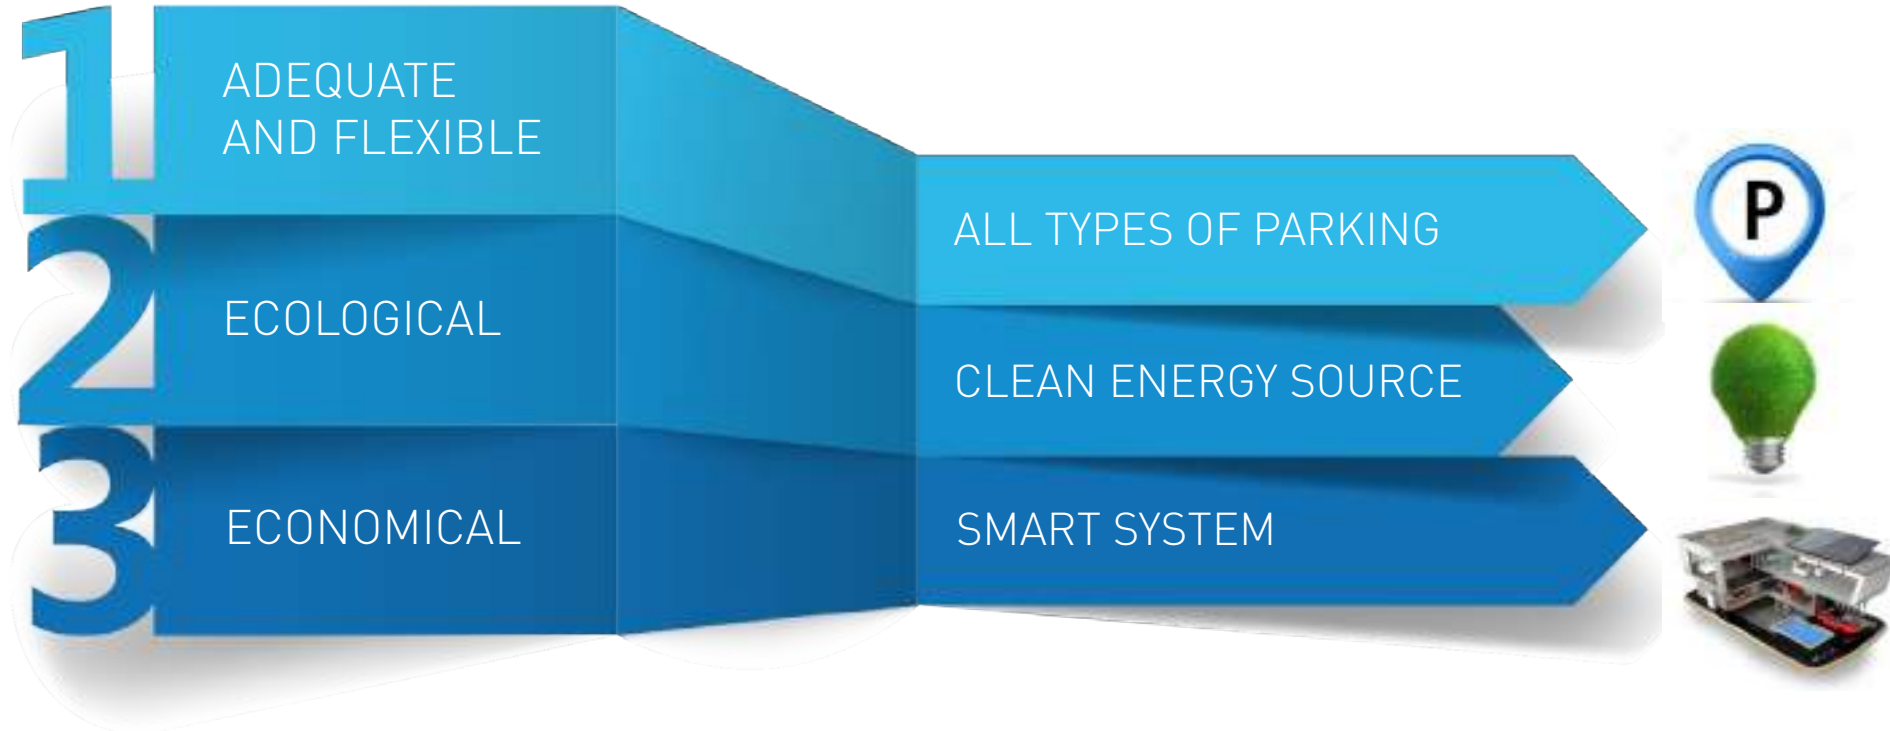 1
ADEQUATE
AND FLEXIBLE
ALL TYPES OF PARKING
P
2
ECOLOGICAL
CLEAN ENERGY SOURCE
3
ECONOMICAL
SMART SYSTEM